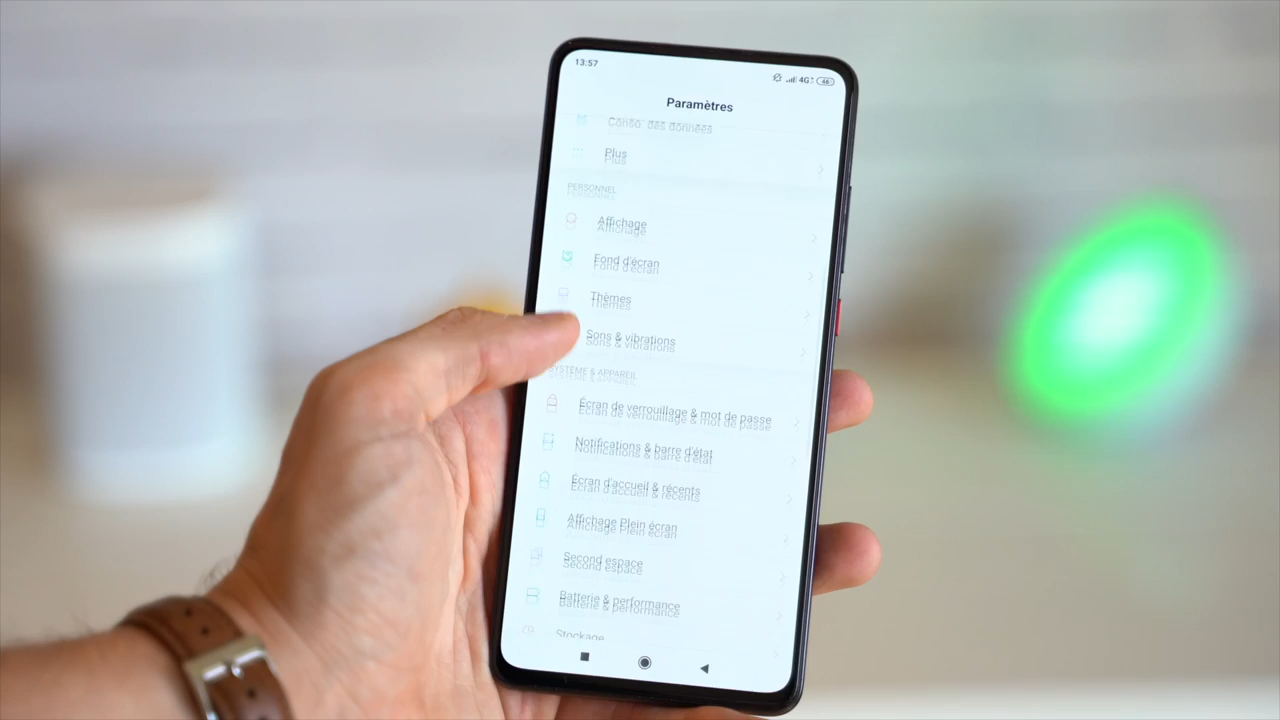 13:57
4G+
Paramètres
Conso. des données
Plus
PERSONNEL
Affichage
Fond d'écran
Thèmes
Sons & vibrations
SYSTÈME & APPAREIL
Écran de verrouillage & mot de passe
Notifications & barre d'état
Écran d'accueil & récents
Affichage Plein écran
Second espace
Batterie & performance
Stockage